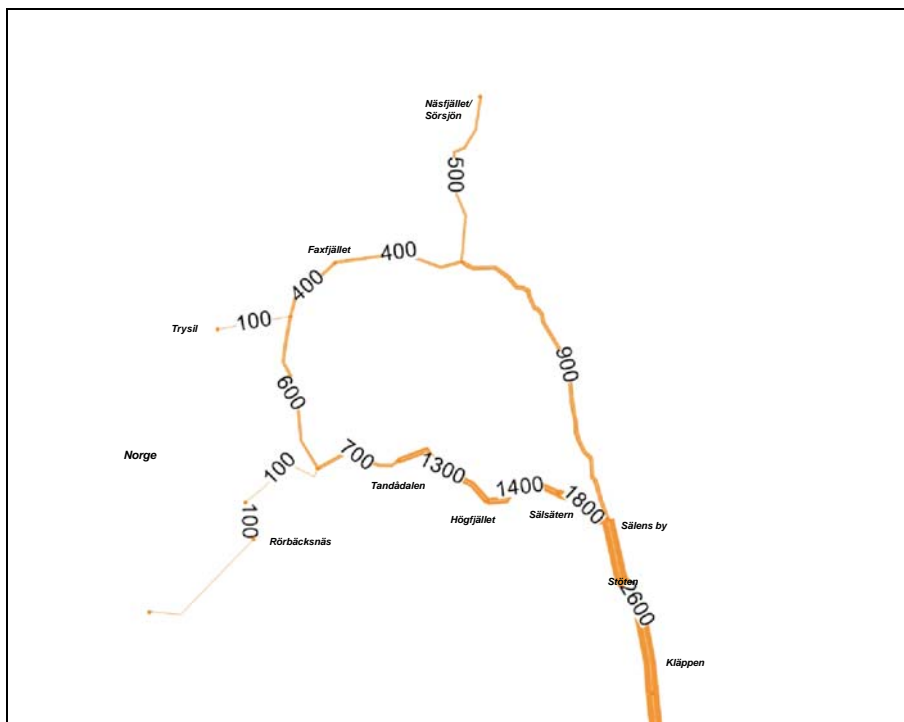 Näsfjället/
Sörsjön
500
Faxfjället
400
400
Trysil
100
900
600
Norge
700
100
1300
Tandådalen
1400
1800
Högfjället
Sälsätern
Sälens by
100
Rörbäcksnäs
Stöten
2600
Kläppen